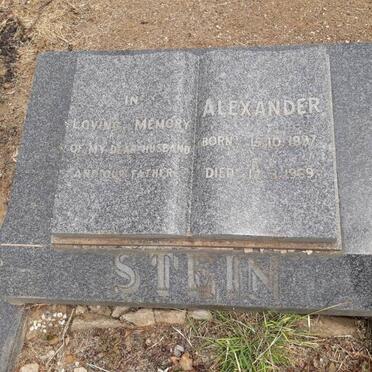 IN
LOVING MEMORY
OF MY DEAR HUSBAND
AND OUR FATHER
ALEXANDER
BORN
DIED
STEIN